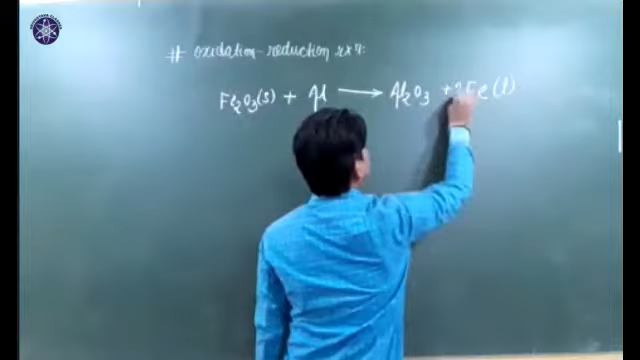 # oxidation-reduction rxn:
Fe2O3(s) + Al ⟶ Al2O3 + 2Fe(l)